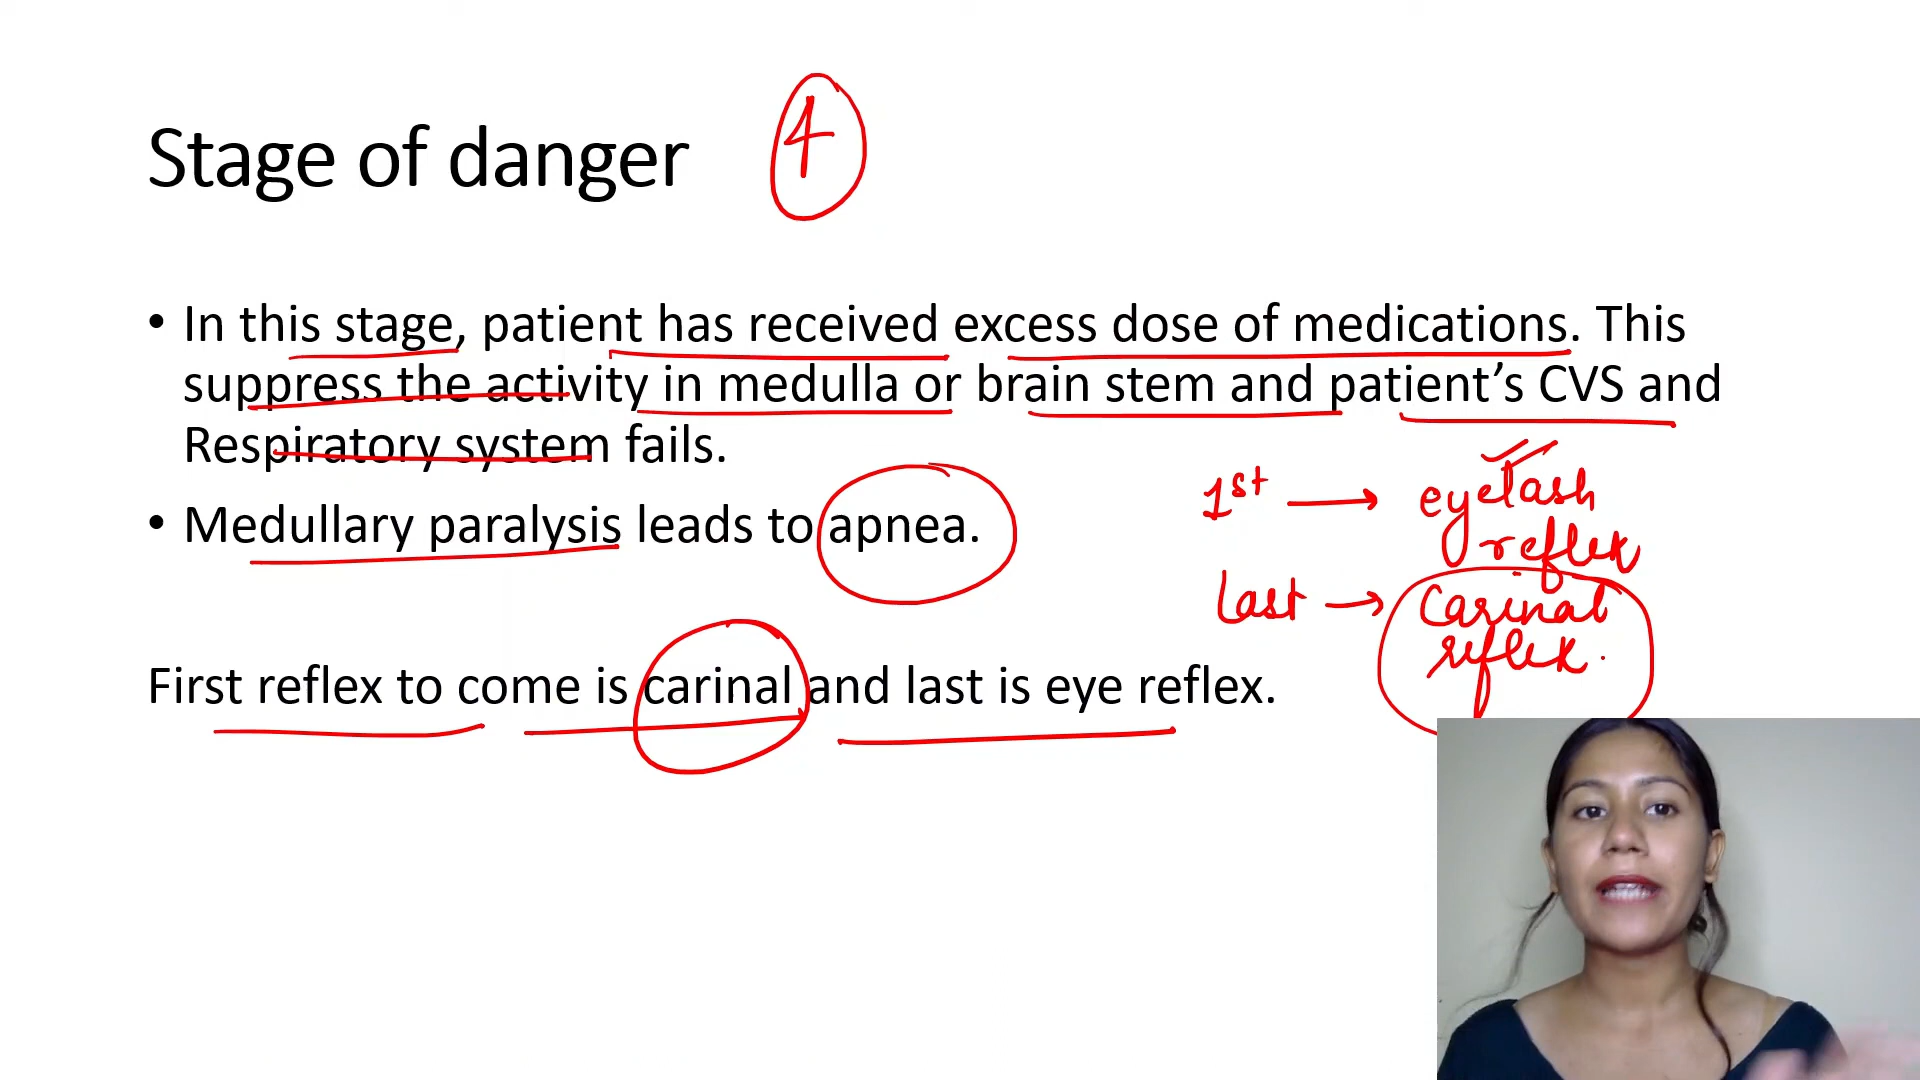 Stage of danger 4
• In this stage, patient has received excess dose of medications. This
suppress the activity in medulla or brain stem and patient’s CVS and
Respiratory system fails.
• Medullary paralysis leads to apnea.
1st → eyelash
reflex
Last → Carinal
reflex.
First reflex to come is carinal and last is eye reflex.